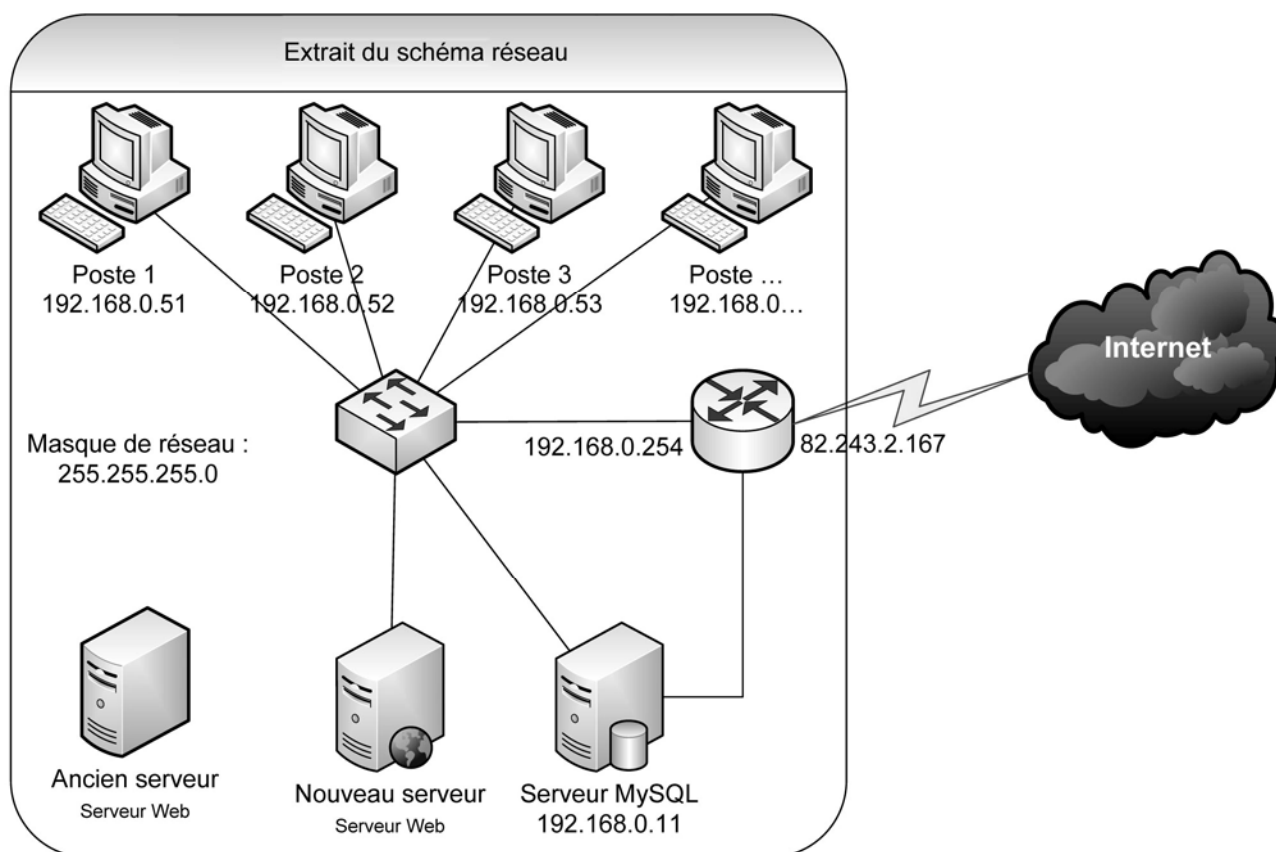 Extrait du schéma réseau
Poste 1
192.168.0.51
Poste 2
192.168.0.52
Poste 3
192.168.0.53
Poste ...
192.168.0...
Internet
Masque de réseau :
255.255.255.0
192.168.0.254
82.243.2.167
Ancien serveur
Serveur Web
Nouveau serveur
Serveur Web
Serveur MySQL
192.168.0.11